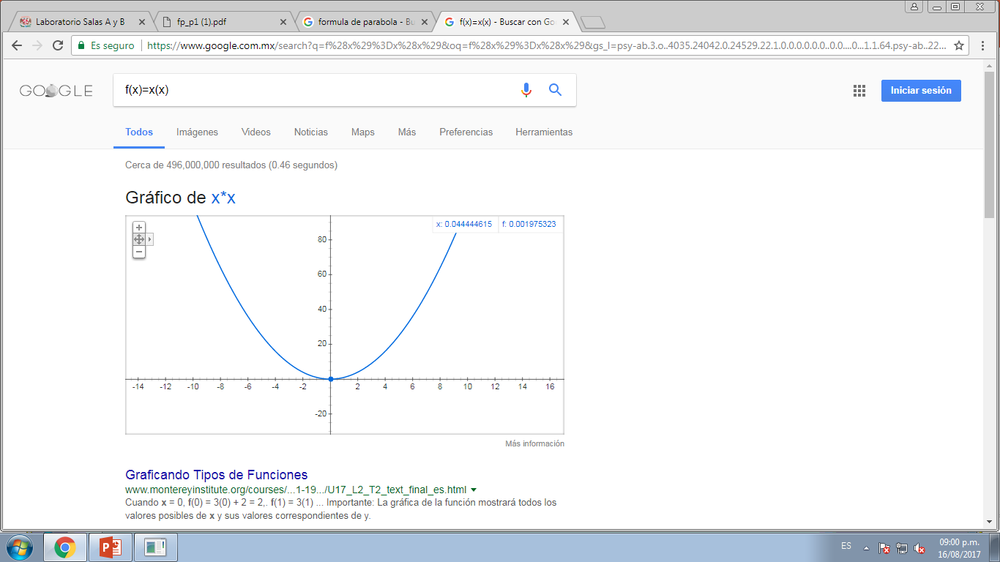 Laboratorio Salas A y B
fp_p1 (1).pdf
formula de parabola - Bu
f(x)=x(x) - Buscar con Go
Es seguro
https://www.google.com.mx/search?q=f%28x%29%3Dx%28x%29&oq=f%28x%29%3Dx%28x%29&gs_l=psy-ab.3.o..4035.24042.0.24529.22.1.0.0.0.0.0.0..0.0....0...1.1.64.psy-ab..22...
GOOGLE
f(x)=x(x)
Iniciar sesión
Todos Imágenes Videos Noticias Maps Más Preferencias Herramientas
Cerca de 496,000,000 resultados (0.46 segundos)
Gráfico de x*x
x: 0.044444615 f: 0.001975323
80
60
40
20
-14 -12 -10 -8 -6 -4 -2 2 4 6 8 10 12 14 16
-20
Más información
Graficando Tipos de Funciones
www.montereyinstitute.org/courses/...1-19.../U17_L2_T2_text_final_es.html
Cuando x = 0, f(0) = 3(0) + 2 = 2,. f(1) = 3(1) ... Importante: La gráfica de la función mostrará todos los
valores posibles de x y sus valores correspondientes de y.
ES
09:00 p.m.
16/08/2017